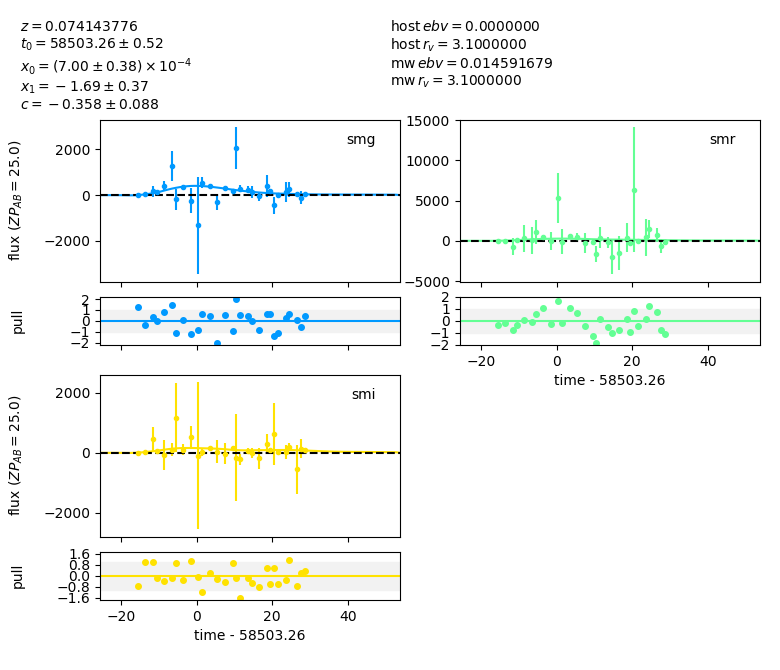 z = 0.074143776
t₀ = 58503.26 ± 0.52
x₀ = (7.00 ± 0.38) × 10⁻⁴
x₁ = −1.69 ± 0.37
c = −0.358 ± 0.088
host ebv = 0.0000000
host r_v = 3.1000000
mw ebv = 0.014591679
mw r_v = 3.1000000
smg
flux (ZP_AB = 25.0)
2000
0
−2000
pull
2
1
0
−1
−2
smr
15000
10000
5000
0
−5000
2
1
0
−1
−2
−20 0 20 40
time - 58503.26
smi
flux (ZP_AB = 25.0)
2000
0
−2000
pull
1.6
0.8
0.0
−0.8
−1.6
−20 0 20 40
time - 58503.26